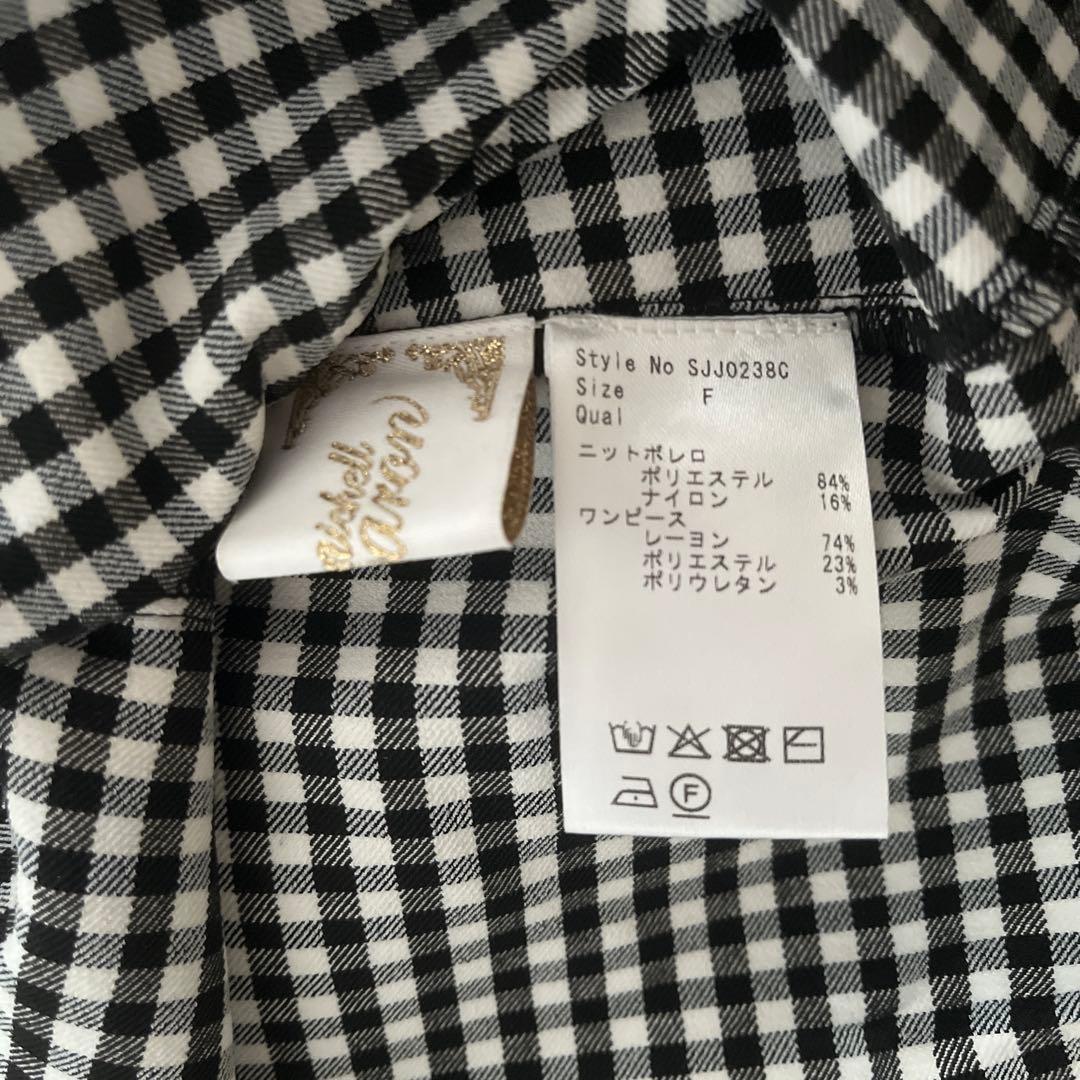 ishell
aron
Style No SJJ0238C
Size F
Qual
ニットボレロ
ポリエステル 84%
ナイロン 16%
ワンピース
レーヨン 74%
ポリエステル 23%
ポリウレタン 3%
F